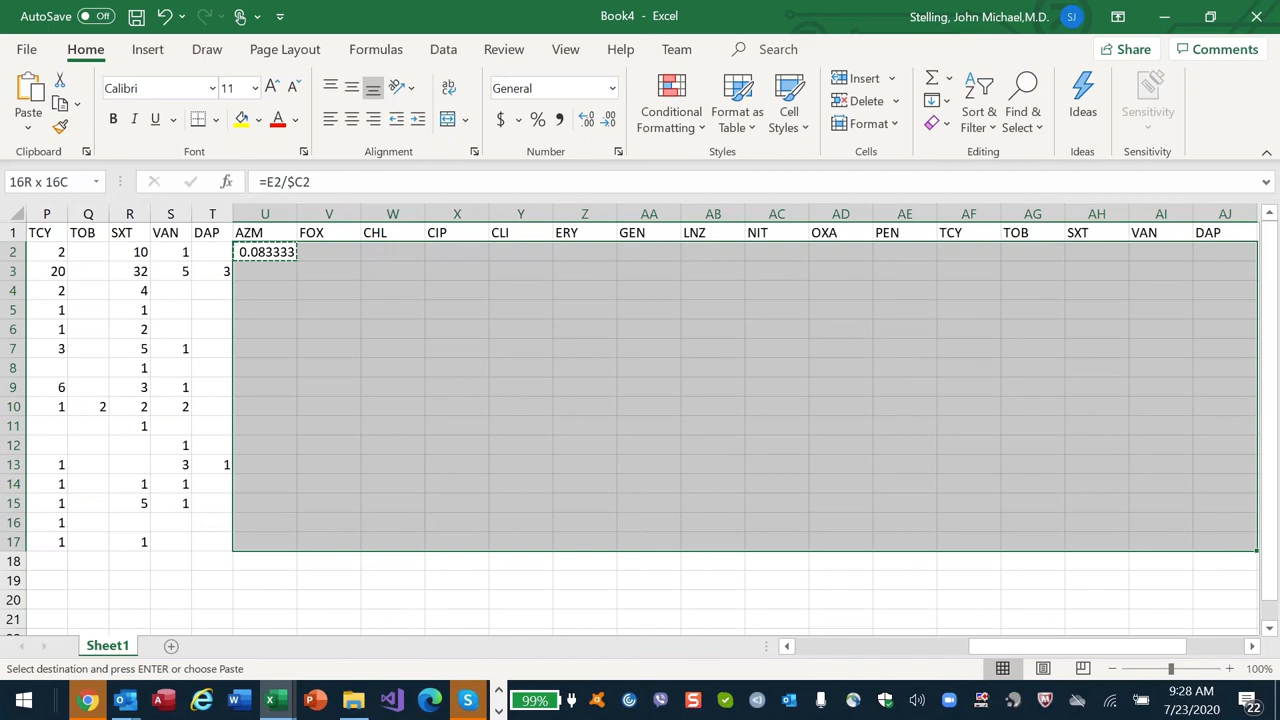 AutoSave Off Book4 - Excel Stelling, John Michael,M.D. SJ
File Home Insert Draw Page Layout Formulas Data Review View Help Team Search Share Comments
Paste Calibri 11 General Conditional Formatting Format as Table Cell Styles Insert Delete Format Sort & Filter Find & Select Ideas Sensitivity
Clipboard Font Alignment Number Styles Cells Editing Ideas Sensitivity
16R x 16C =E2/$C2
P Q R S T U V W X Y Z AA AB AC AD AE AF AG AH AI AJ
1 TCY TOB SXT VAN DAP AZM FOX CHL CIP CLI ERY GEN LNZ NIT OXA PEN TCY TOB SXT VAN DAP
2 2 10 1 0.083333
3 20 32 5 3
4 2 4
5 1 1
6 1 2
7 3 5 1
8 1
9 6 3 1
10 1 2 2 2
11 1
12 1
13 1 3 1
14 1 1 1
15 1 5 1
16 1
17 1 1
18
19
20
21
Sheet1
Select destination and press ENTER or choose Paste 100%
99% 9:28 AM
7/23/2020 22